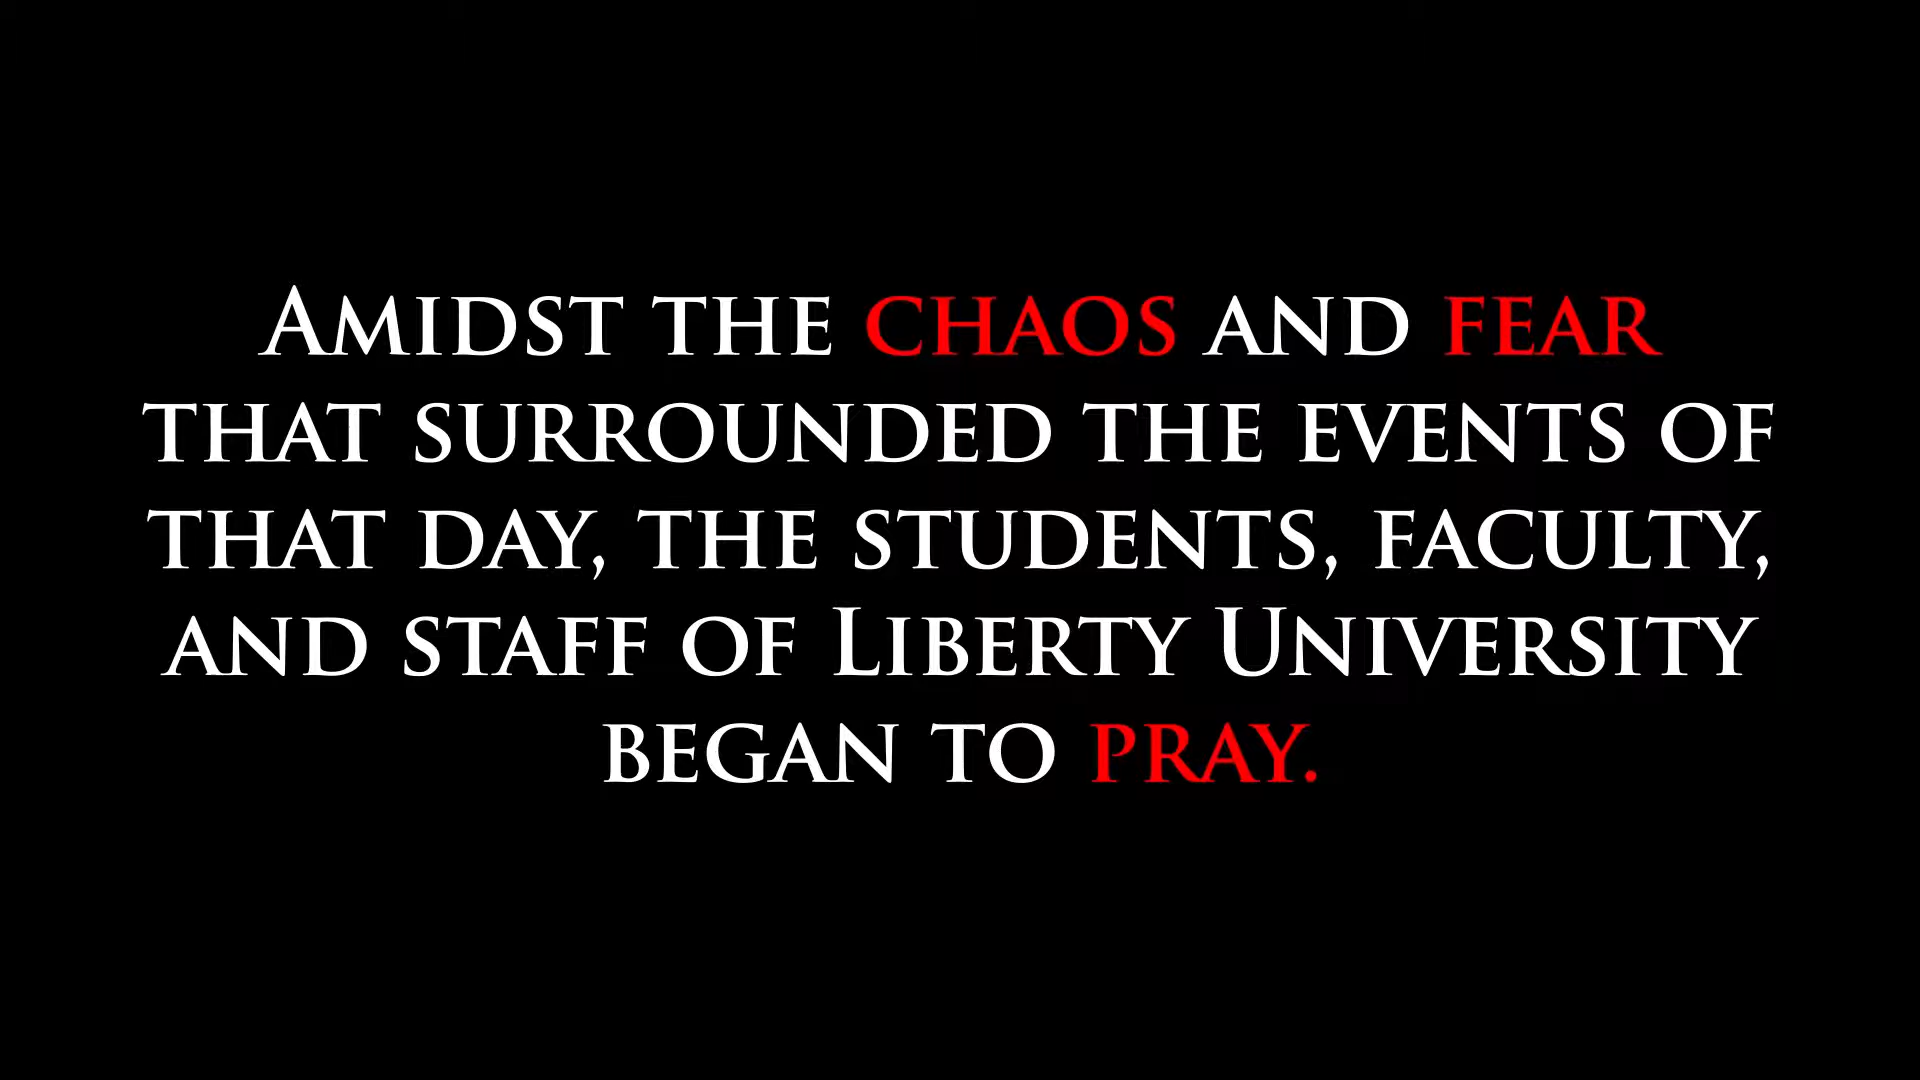 Amidst the chaos and fear
that surrounded the events of
that day, the students, faculty,
and staff of Liberty University
began to pray.